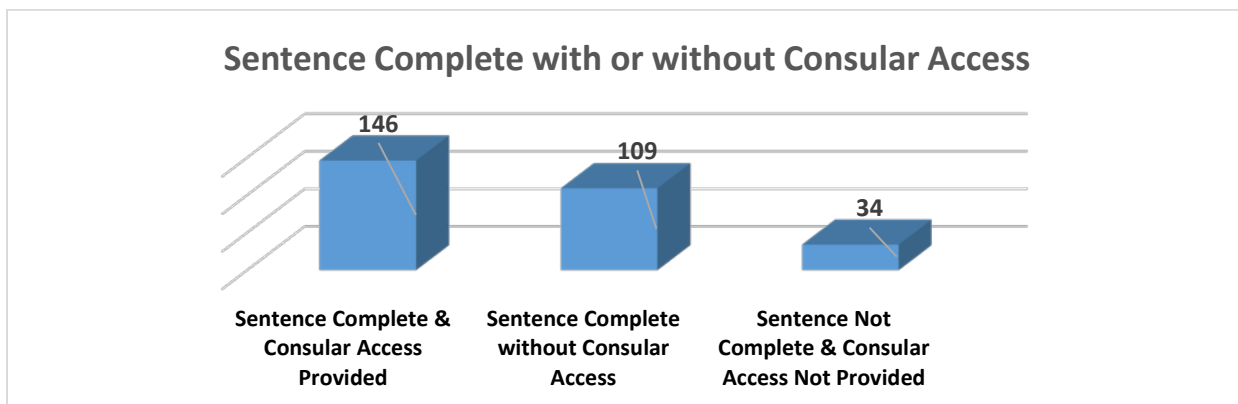 Sentence Complete with or without Consular Access
146
109
34
Sentence Complete &
Consular Access
Provided
Sentence Complete
without Consular
Access
Sentence Not
Complete & Consular
Access Not Provided